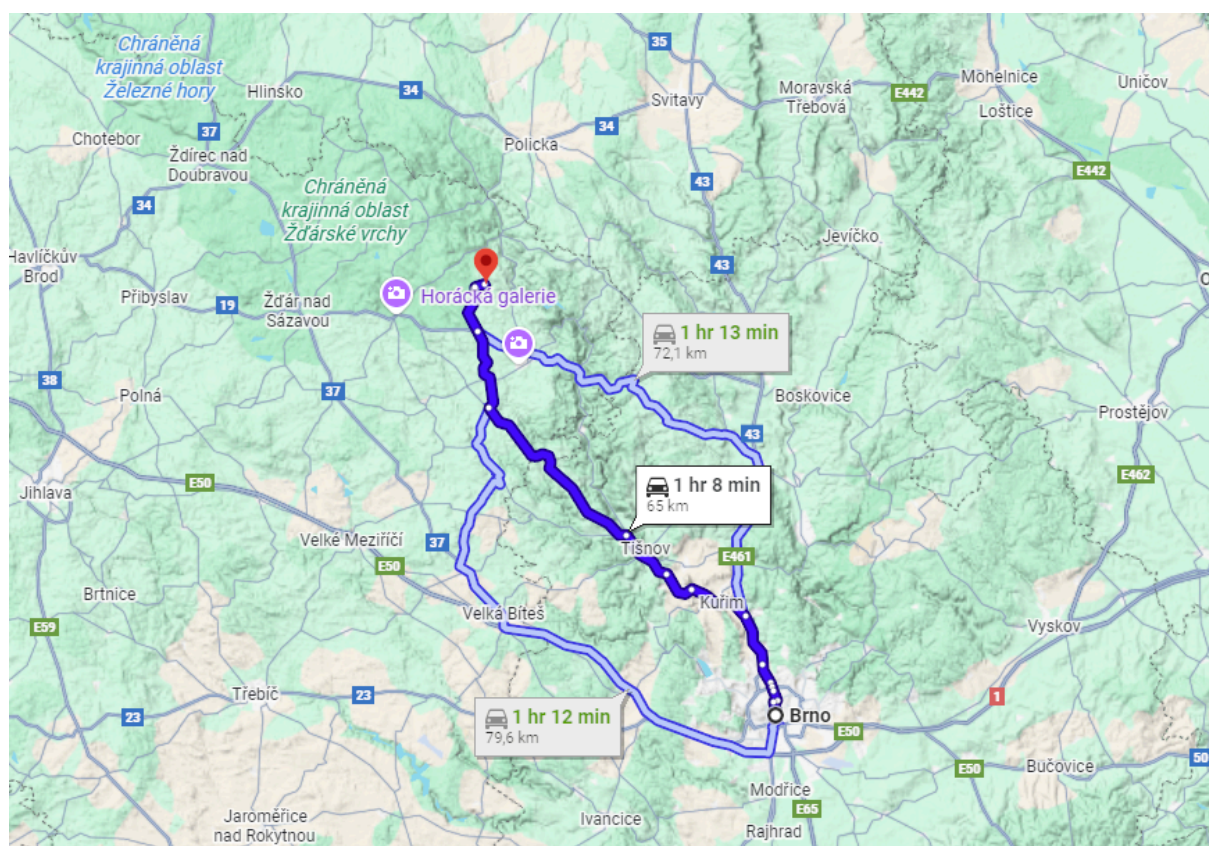 Chráněná
krajinná oblast
Železné hory
Hlinsko
34
35
Svitavy
Moravská
Třebová
E442
Mohelnice
Loštice
Uničov
Chotebor
37
Ždírec nad
Doubravou
Policka
34
E442
Chráněná
krajinná oblast
Žďárské vrchy
43
34
Havlíčkův
Brod
Jevíčko
43
Přibyslav
19
Žďár nad
Sázavou
Horácká galerie
1 hr 13 min
72,1 km
38
Polná
37
Boskovice
43
Prostějov
E462
E50
Jihlava
1 hr 8 min
65 km
Velké Meziříčí
37
E50
Tišnov
E461
Brtnice
Kuřim
Velká Bíteš
E59
Vyskov
Třebíč
23
23
1
1 hr 12 min
79,6 km
Brno
E50
E50
Bučovice
50
Modřice
E65
Rajhrad
Ivancice
Jaroměřice
nad Rokytnou